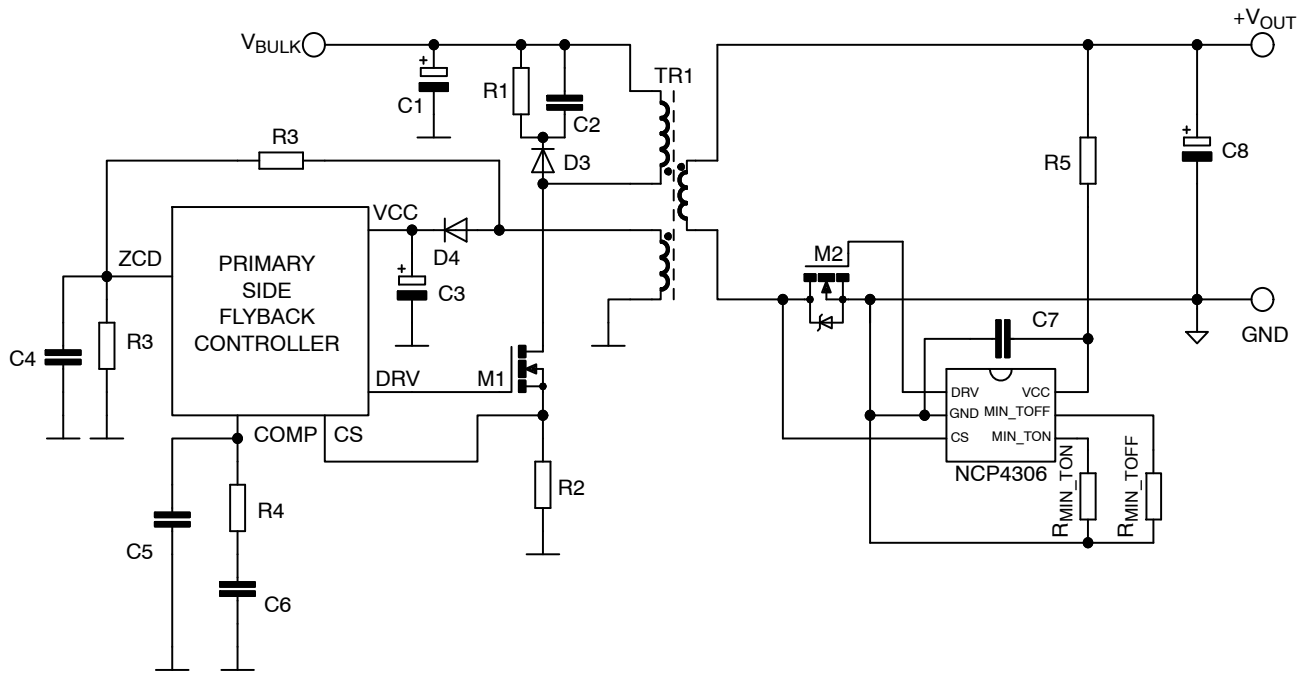 +VOUT
VBULK
+
C1
R1
C2
TR1
D3
R3
R5
+
C8
VCC
D4
+
C3
ZCD
PRIMARY
SIDE
FLYBACK
CONTROLLER
M2
C7
GND
C4
R3
DRV
M1
DRV
VCC
GND
MIN_TOFF
CS
MIN_TON
NCP4306
COMP
CS
RMIN_TON
RMIN_TOFF
R2
R4
C5
C6